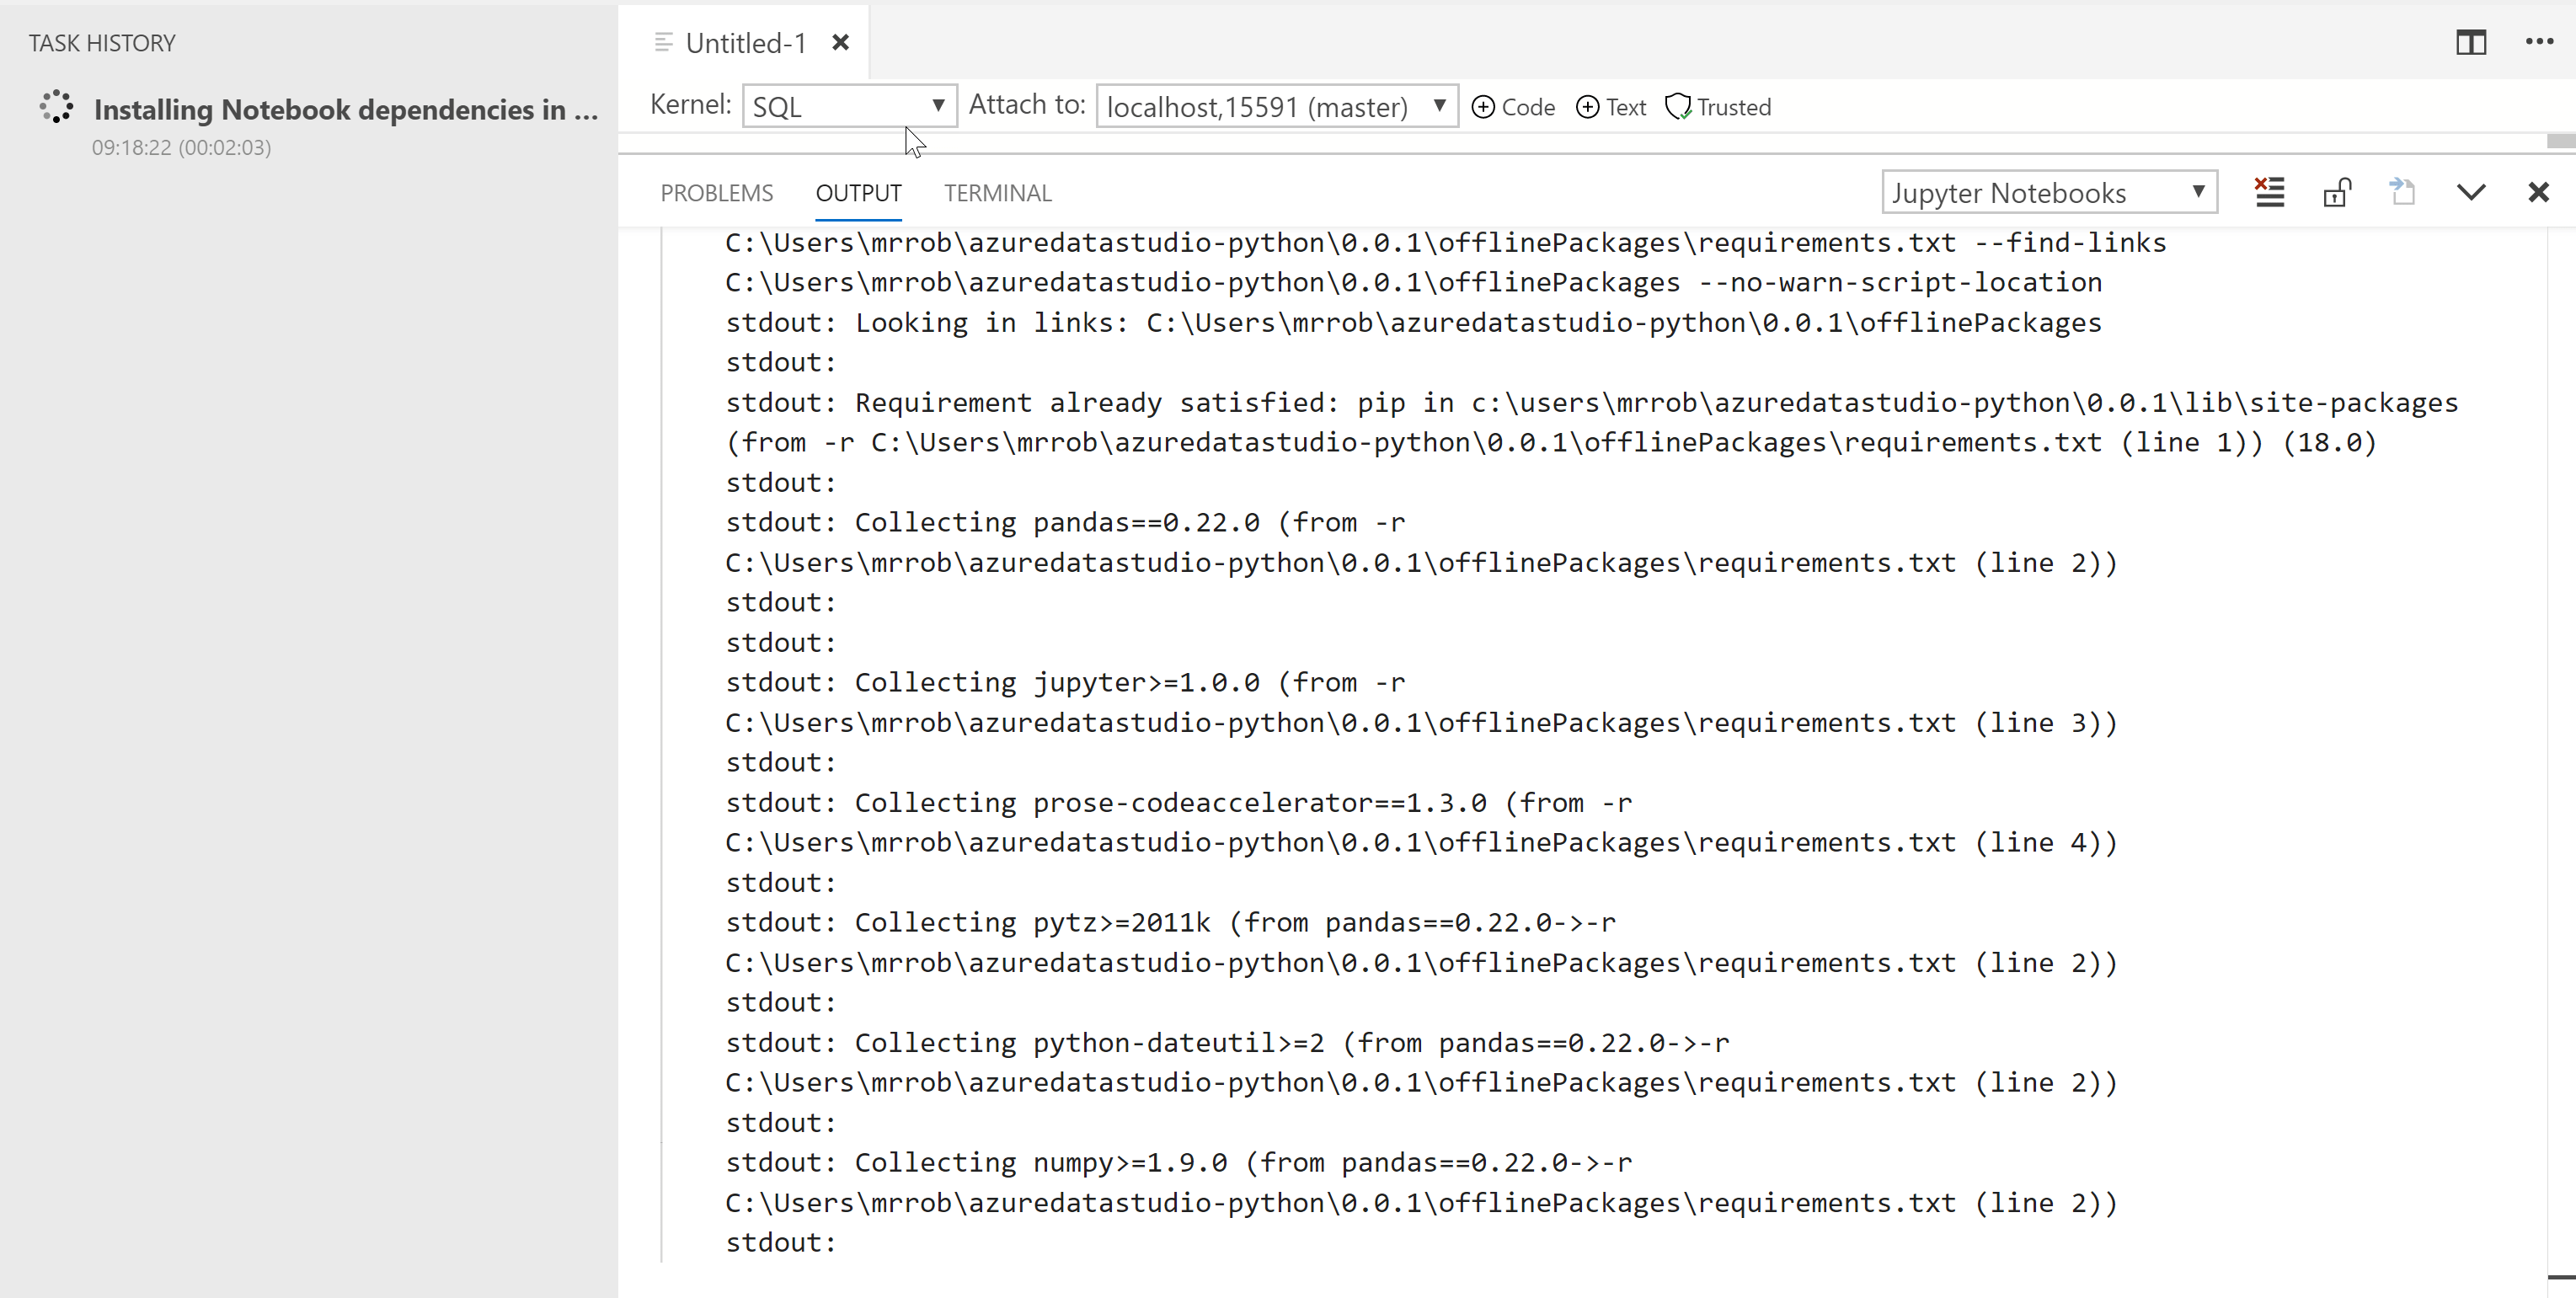 TASK HISTORY
Installing Notebook dependencies in ...
09:18:22 (00:02:03)
Untitled-1
Kernel: SQL Attach to: localhost,15591 (master) Code Text Trusted
PROBLEMS OUTPUT TERMINAL Jupyter Notebooks
C:\Users\mrrob\azuredatastudio-python\0.0.1\offlinePackages\requirements.txt --find-links
C:\Users\mrrob\azuredatastudio-python\0.0.1\offlinePackages --no-warn-script-location
stdout: Looking in links: C:\Users\mrrob\azuredatastudio-python\0.0.1\offlinePackages
stdout:
stdout: Requirement already satisfied: pip in c:\users\mrrob\azuredatastudio-python\0.0.1\lib\site-packages
(from -r C:\Users\mrrob\azuredatastudio-python\0.0.1\offlinePackages\requirements.txt (line 1)) (18.0)
stdout:
stdout: Collecting pandas==0.22.0 (from -r
C:\Users\mrrob\azuredatastudio-python\0.0.1\offlinePackages\requirements.txt (line 2))
stdout:
stdout:
stdout: Collecting jupyter>=1.0.0 (from -r
C:\Users\mrrob\azuredatastudio-python\0.0.1\offlinePackages\requirements.txt (line 3))
stdout:
stdout: Collecting prose-codeaccelerator==1.3.0 (from -r
C:\Users\mrrob\azuredatastudio-python\0.0.1\offlinePackages\requirements.txt (line 4))
stdout:
stdout: Collecting pytz>=2011k (from pandas==0.22.0->-r
C:\Users\mrrob\azuredatastudio-python\0.0.1\offlinePackages\requirements.txt (line 2))
stdout:
stdout: Collecting python-dateutil>=2 (from pandas==0.22.0->-r
C:\Users\mrrob\azuredatastudio-python\0.0.1\offlinePackages\requirements.txt (line 2))
stdout:
stdout: Collecting numpy>=1.9.0 (from pandas==0.22.0->-r
C:\Users\mrrob\azuredatastudio-python\0.0.1\offlinePackages\requirements.txt (line 2))
stdout: